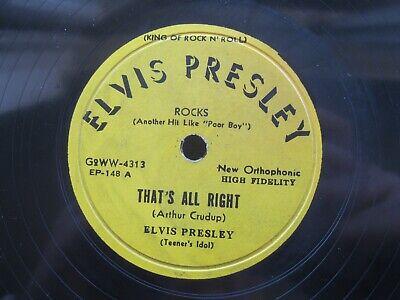 (KING OF ROCK N' ROLL)
ELVIS PRESLEY
ROCKS
(Another Hit Like "Poor Boy")
GoWW-4313
EP-148 A
New Orthophonic
HIGH FIDELITY
THAT'S ALL RIGHT
(Arthur Crudup)
ELVIS PRESLEY
(Teener's Idol)